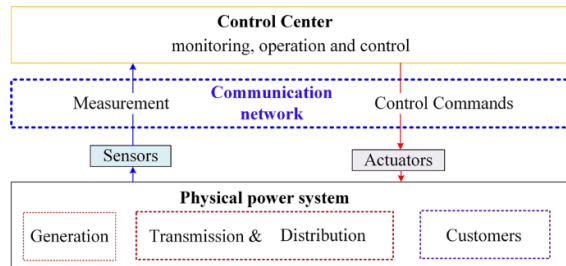 Control Center
monitoring, operation and control
Measurement
Communication
network
Control Commands
Sensors
Actuators
Physical power system
Generation
Transmission & Distribution
Customers